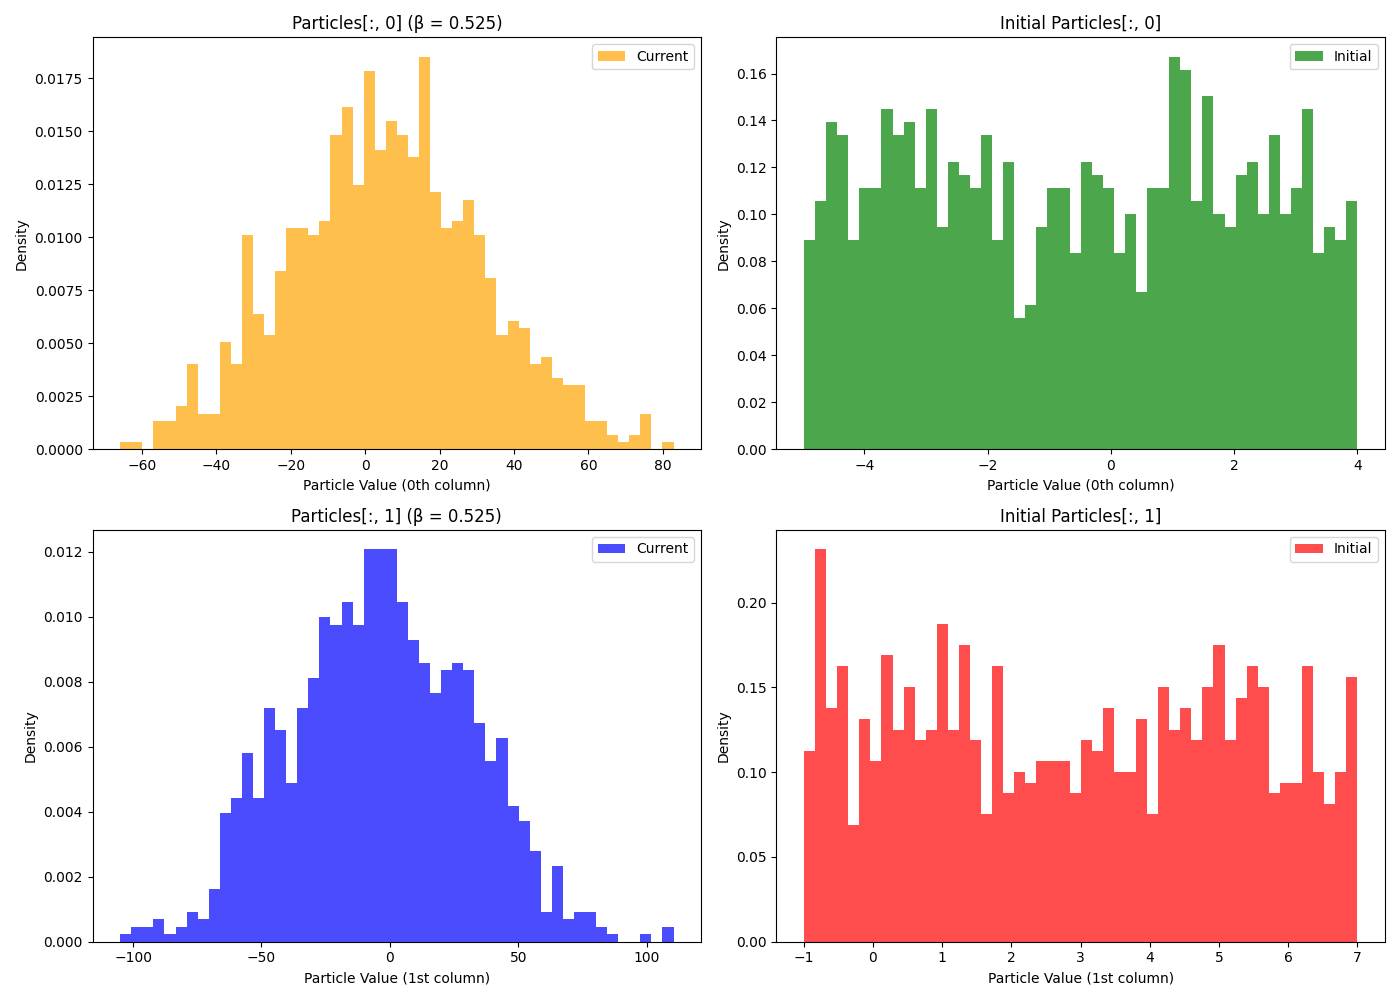 Particles[:, 0] (β = 0.525)
Current
Density
0.0175
0.0150
0.0125
0.0100
0.0075
0.0050
0.0025
0.0000
−60 −40 −20 0 20 40 60 80
Particle Value (0th column)
Initial Particles[:, 0]
Initial
Density
0.16
0.14
0.12
0.10
0.08
0.06
0.04
0.02
0.00
−4 −2 0 2 4
Particle Value (0th column)
Particles[:, 1] (β = 0.525)
Current
Density
0.012
0.010
0.008
0.006
0.004
0.002
0.000
−100 −50 0 50 100
Particle Value (1st column)
Initial Particles[:, 1]
Initial
Density
0.20
0.15
0.10
0.05
0.00
−1 0 1 2 3 4 5 6 7
Particle Value (1st column)